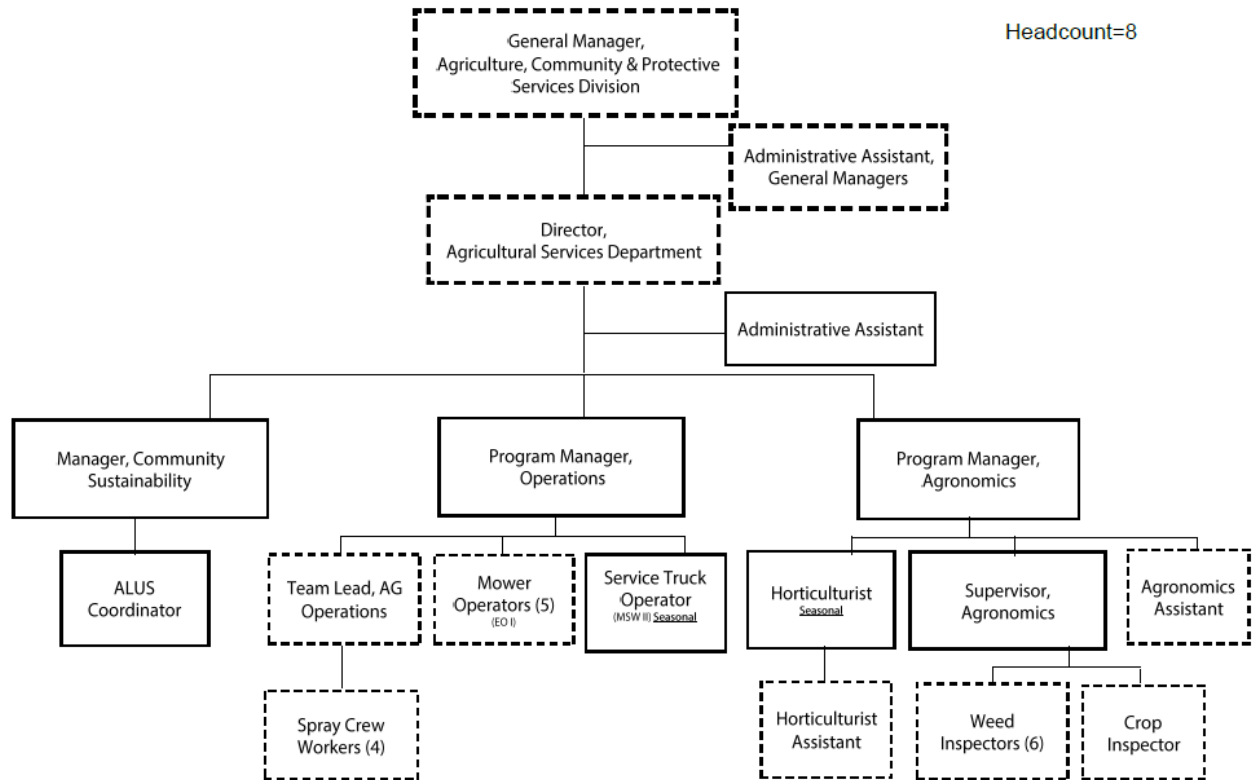 General Manager,
Agriculture, Community & Protective
Services Division
Headcount=8
Administrative Assistant,
General Managers
Director,
Agricultural Services Department
Administrative Assistant
Manager, Community
Sustainability
Program Manager,
Operations
Program Manager,
Agronomics
ALUS
Coordinator
Team Lead, AG
Operations
Mower
Operators (5)
(EO I)
Service Truck
Operator
(MSW II) Seasonal
Horticulturist
Seasonal
Supervisor,
Agronomics
Agronomics
Assistant
Spray Crew
Workers (4)
Horticulturist
Assistant
Weed
Inspectors (6)
Crop
Inspector